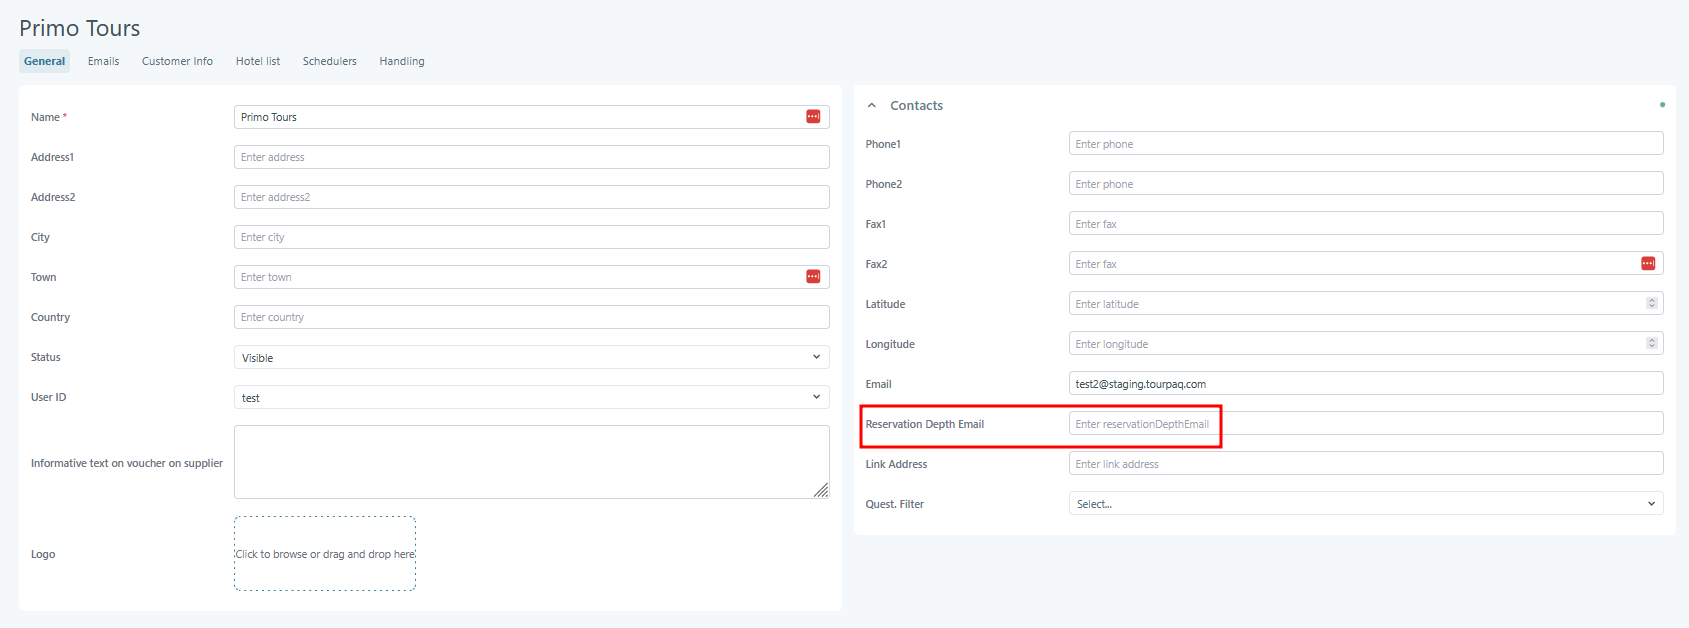 Primo Tours
General Emails Customer Info Hotel list Schedulers Handling
Name * Primo Tours
Address1 Enter address
Address2 Enter address2
City Enter city
Town Enter town
Country Enter country
Status Visible
User ID test
Informative text on voucher on supplier
Logo Click to browse or drag and drop here
Contacts
Phone1 Enter phone
Phone2 Enter phone
Fax1 Enter fax
Fax2 Enter fax
Latitude Enter latitude
Longitude Enter longitude
Email test2@staging.tourpaq.com
Reservation Depth Email Enter reservationDepthEmail
Link Address Enter link address
Quest. Filter Select...